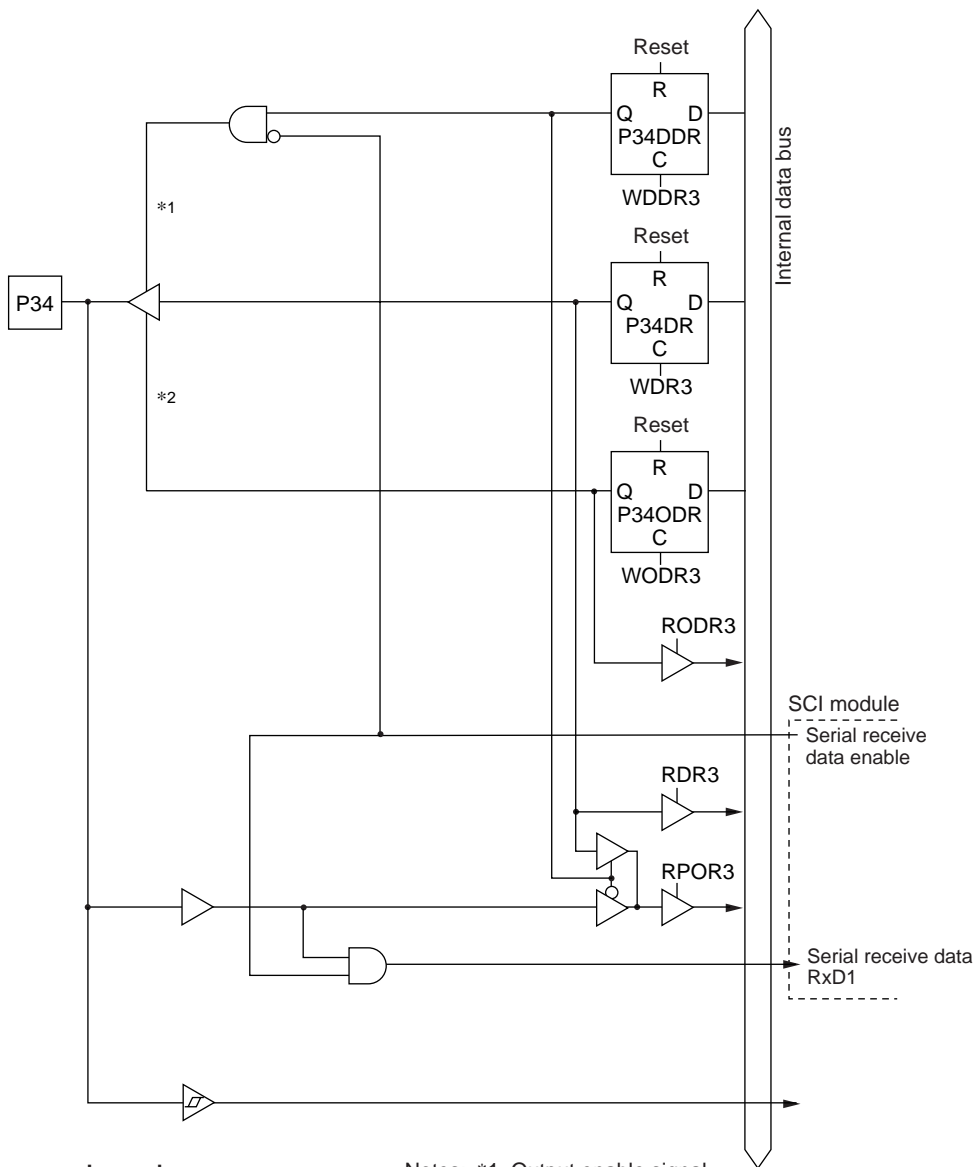 Reset
R
Q D
P34DDR
C
WDDR3
Internal data bus
*1
Reset
R
P34
Q D
P34DR
C
WDR3
*2
Reset
R
Q D
P34ODR
C
WODR3
RODR3
SCI module
Serial receive
data enable
RDR3
RPOR3
Serial receive data
RxD1
Notes: *1 Output enable signal